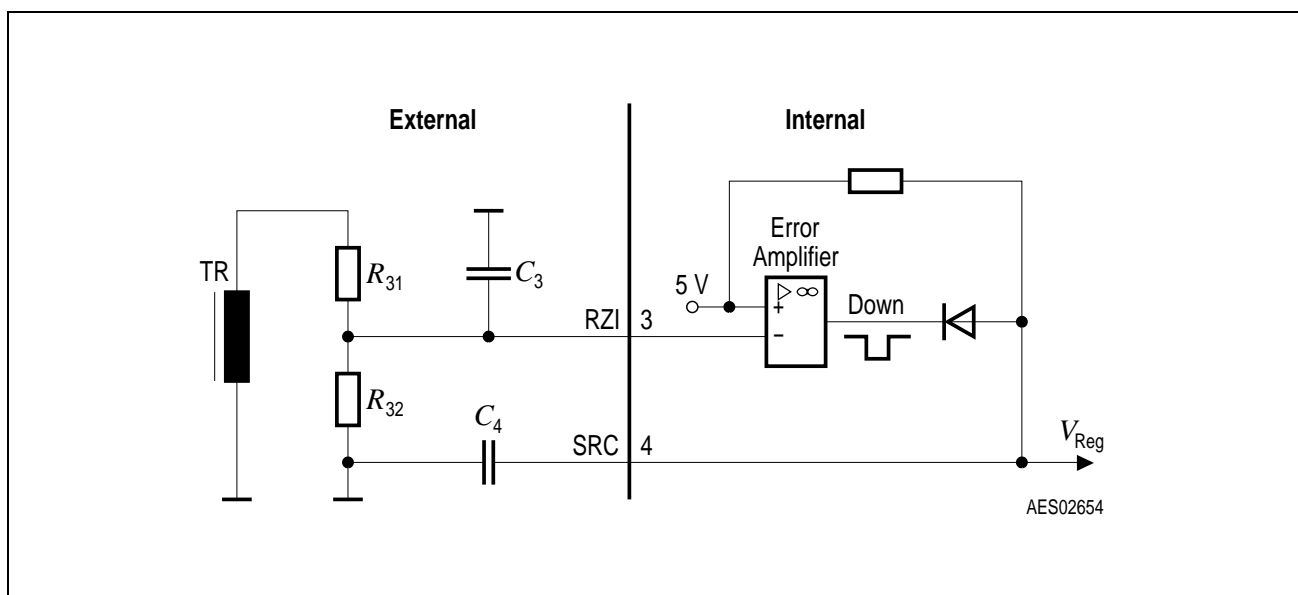 External
Internal
Error
Amplifier
TR
R31
C3
5 V
▷ ∞
+
−
Down
RZI
3
R32
C4
SRC
4
VReg
AES02654